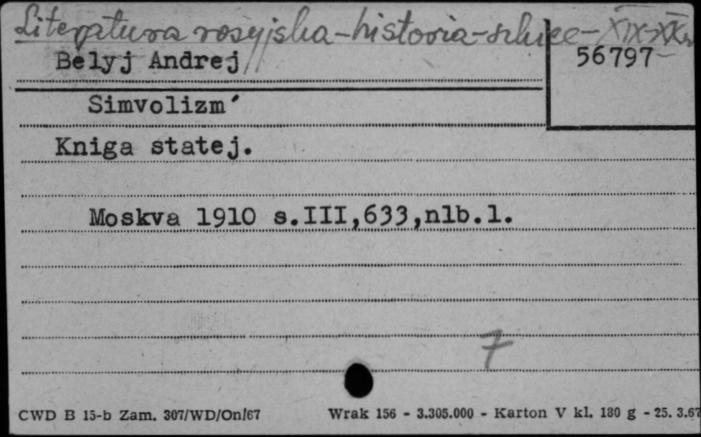 Literatura rosyjska-historia-szkice-XIX-XXw
Belyj Andrej
56797
Simvolizm′
Kniga statej.
Moskva 1910 s.III,633,nlb.1.
7
CWD B 15-b Zam. 307/WD/On/67 Wrak 156 - 3.305.000 - Karton V kl. 180 g - 25. 3.67